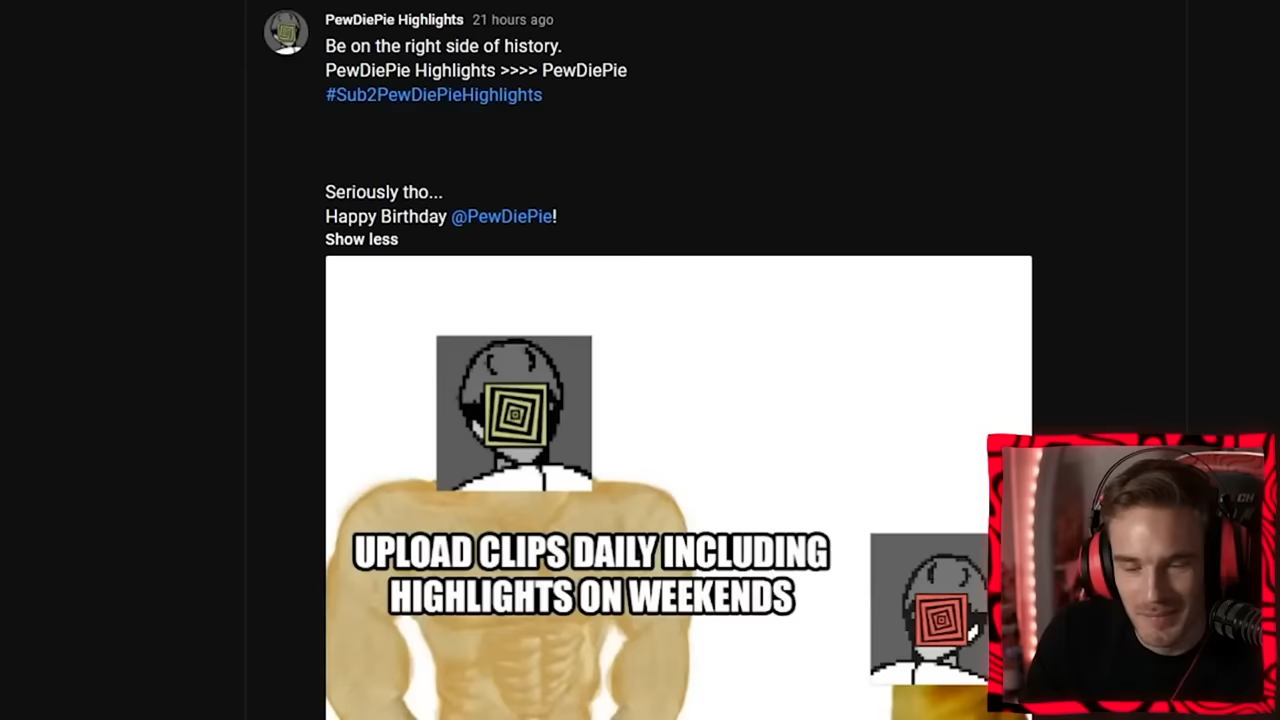 PewDiePie Highlights 21 hours ago
Be on the right side of history.
PewDiePie Highlights >>>> PewDiePie
#Sub2PewDiePieHighlights
Seriously tho...
Happy Birthday @PewDiePie!
Show less
UPLOAD CLIPS DAILY INCLUDING
HIGHLIGHTS ON WEEKENDS